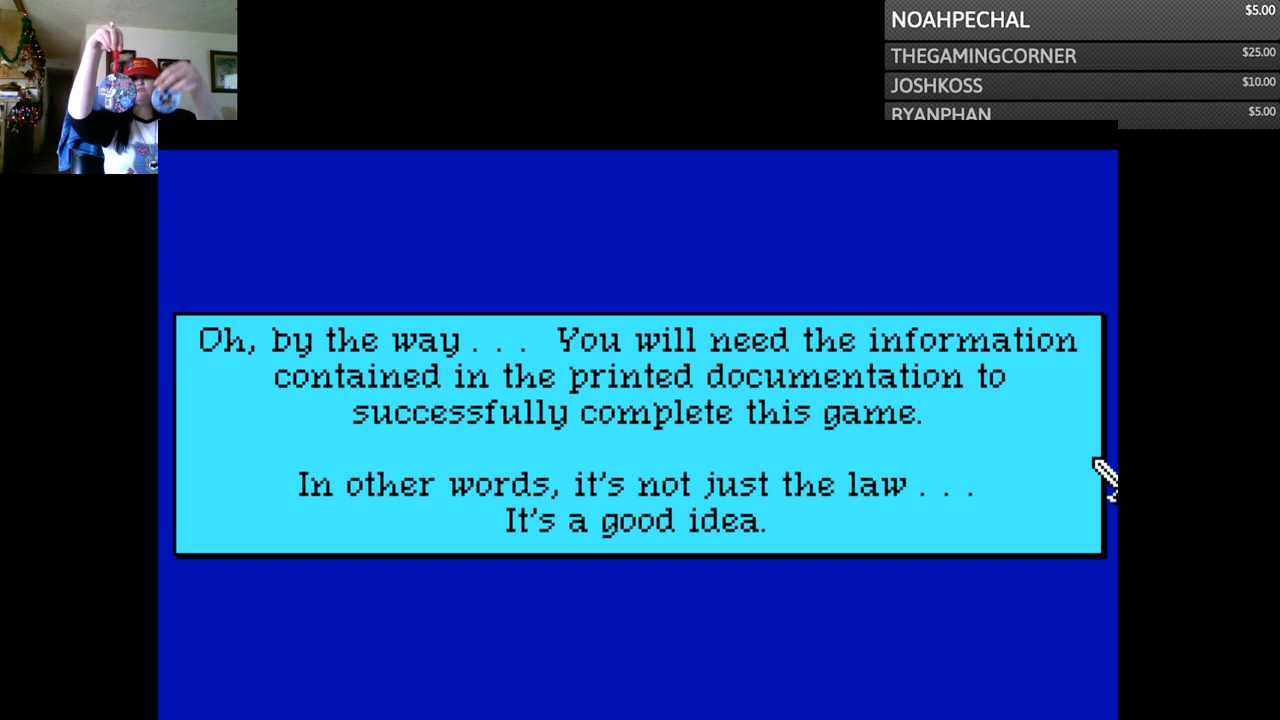 NOAHPECHAL $5.00
THEGAMINGCORNER $25.00
JOSHKOSS $10.00
RYANPHAN $5.00
Oh, by the way . . . You will need the information
contained in the printed documentation to
successfully complete this game.
In other words, it's not just the law . . .
It's a good idea.